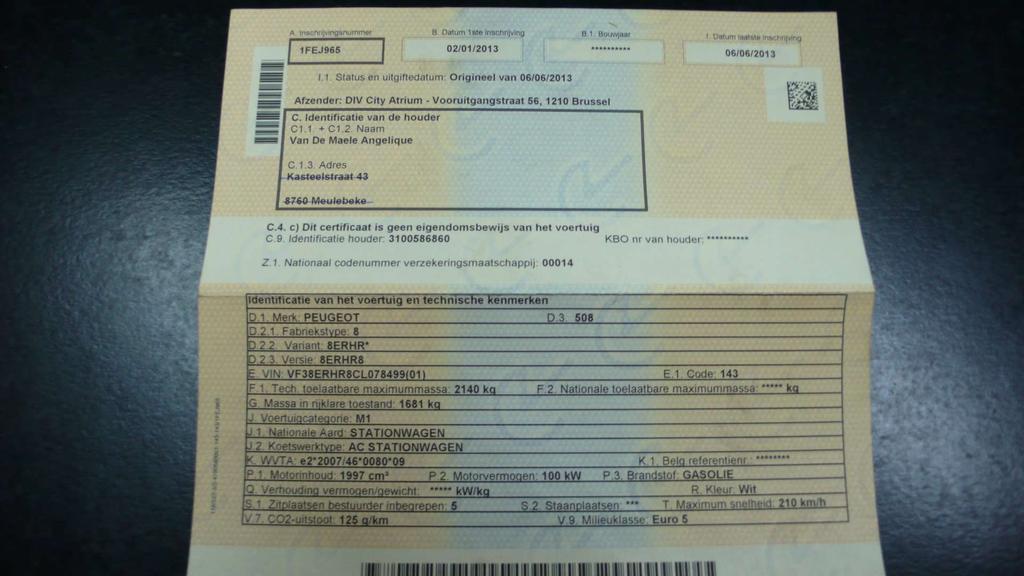 A. Inschrijvingsnummer B. Datum 1ste Inschrijving B.1. Bouwjaar I. Datum laatste Inschrijving
1FEJ965 02/01/2013 ********** 06/06/2013
I.1. Status en uitgiftedatum: Origineel van 06/06/2013
Afzender: DIV City Atrium - Vooruitgangstraat 56, 1210 Brussel
C. Identificatie van de houder
C1.1. + C1.2. Naam
Van De Maele Angelique
C.1.3. Adres
Kasteelstraat 43
8760 Meulebeke
C.4. c) Dit certificaat is geen eigendomsbewijs van het voertuig
C.9. Identificatie houder: 3100586860 KBO nr van houder: **********
Z.1. Nationaal codenummer verzekeringsmaatschappij: 00014
Identificatie van het voertuig en technische kenmerken
D.1. Merk: PEUGEOT D.3. 508
D.2.1. Fabriekstype: 8
D.2.2. Variant: 8ERHR*
D.2.3. Versie: 8ERHR8
E. VIN: VF38ERHR8CL078499(01) E.1. Code: 143
F.1. Tech. toelaatbare maximummassa: 2140 kg F.2. Nationale toelaatbare maximummassa: ***** kg
G. Massa in rijklare toestand: 1681 kg
J. Voertuigcategorie: M1
J.1. Nationale Aard: STATIONWAGEN
J.2. Koetswerktype: AC STATIONWAGEN
K. WVTA: e2*2007/46*0080*09 K.1. Belg.referentienr.: ********
P.1. Motorinhoud: 1997 cm³ P.2. Motorvermogen: 100 kW P.3. Brandstof: GASOLIE
Q. Verhouding vermogen/gewicht: ***** kW/kg R. Kleur: Wit
S.1. Zitplaatsen bestuurder inbegrepen: 5 S.2. Staanplaatsen: *** T. Maximum snelheid: 210 km/h
V.7. CO2-uitstoot: 125 g/km V.9. Milieuklasse: Euro 5